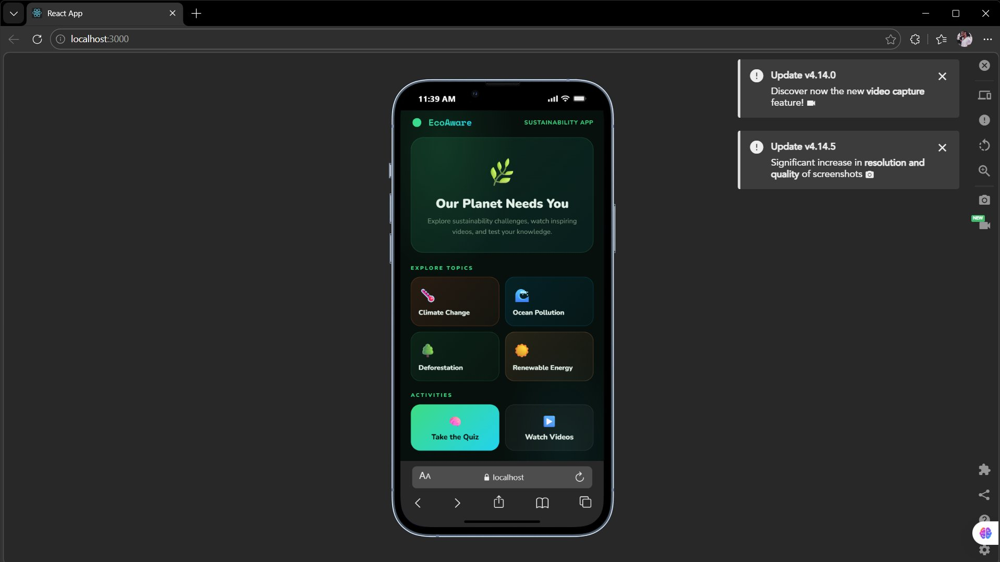 React App
localhost:3000
Update v4.14.0
Discover now the new video capture
feature!
Update v4.14.5
Significant increase in resolution and
quality of screenshots
NEW
11:39 AM
EcoAware
SUSTAINABILITY APP
Our Planet Needs You
Explore sustainability challenges, watch inspiring
videos, and test your knowledge.
EXPLORE TOPICS
Climate Change
Ocean Pollution
Deforestation
Renewable Energy
ACTIVITIES
Take the Quiz
Watch Videos
AA
localhost